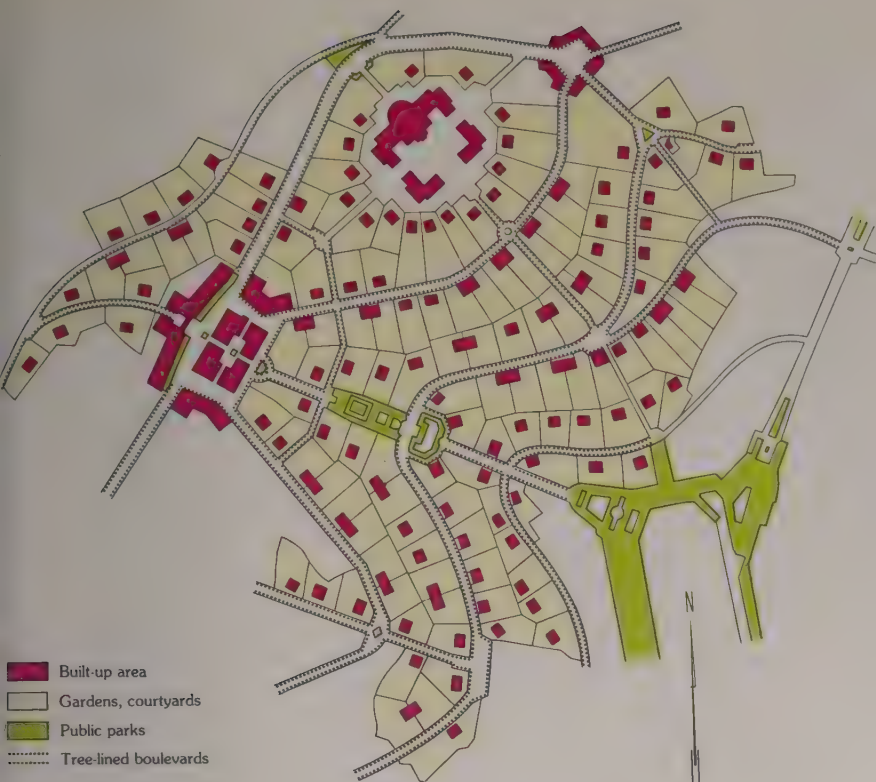 N
Built-up area
Gardens, courtyards
Public parks
Tree-lined boulevards